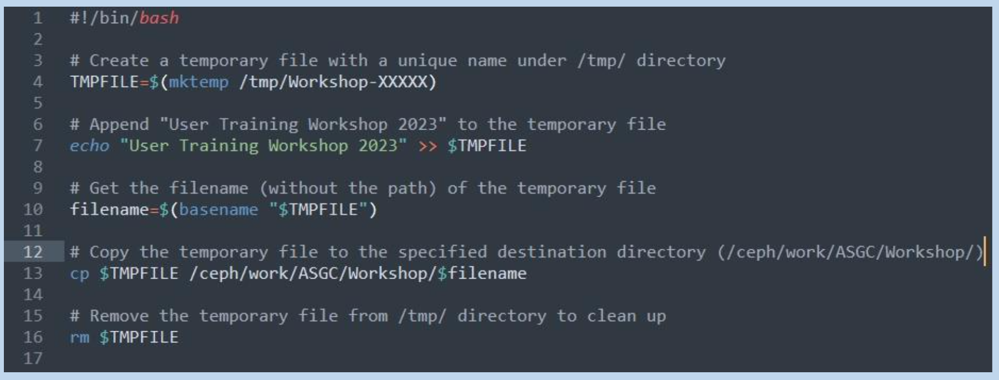 1 #!/bin/bash
2
3 # Create a temporary file with a unique name under /tmp/ directory
4 TMPFILE=$(mktemp /tmp/Workshop-XXXXX)
5
6 # Append "User Training Workshop 2023" to the temporary file
7 echo "User Training Workshop 2023" >> $TMPFILE
8
9 # Get the filename (without the path) of the temporary file
10 filename=$(basename "$TMPFILE")
11
12 # Copy the temporary file to the specified destination directory (/ceph/work/ASGC/Workshop/)
13 cp $TMPFILE /ceph/work/ASGC/Workshop/$filename
14
15 # Remove the temporary file from /tmp/ directory to clean up
16 rm $TMPFILE
17